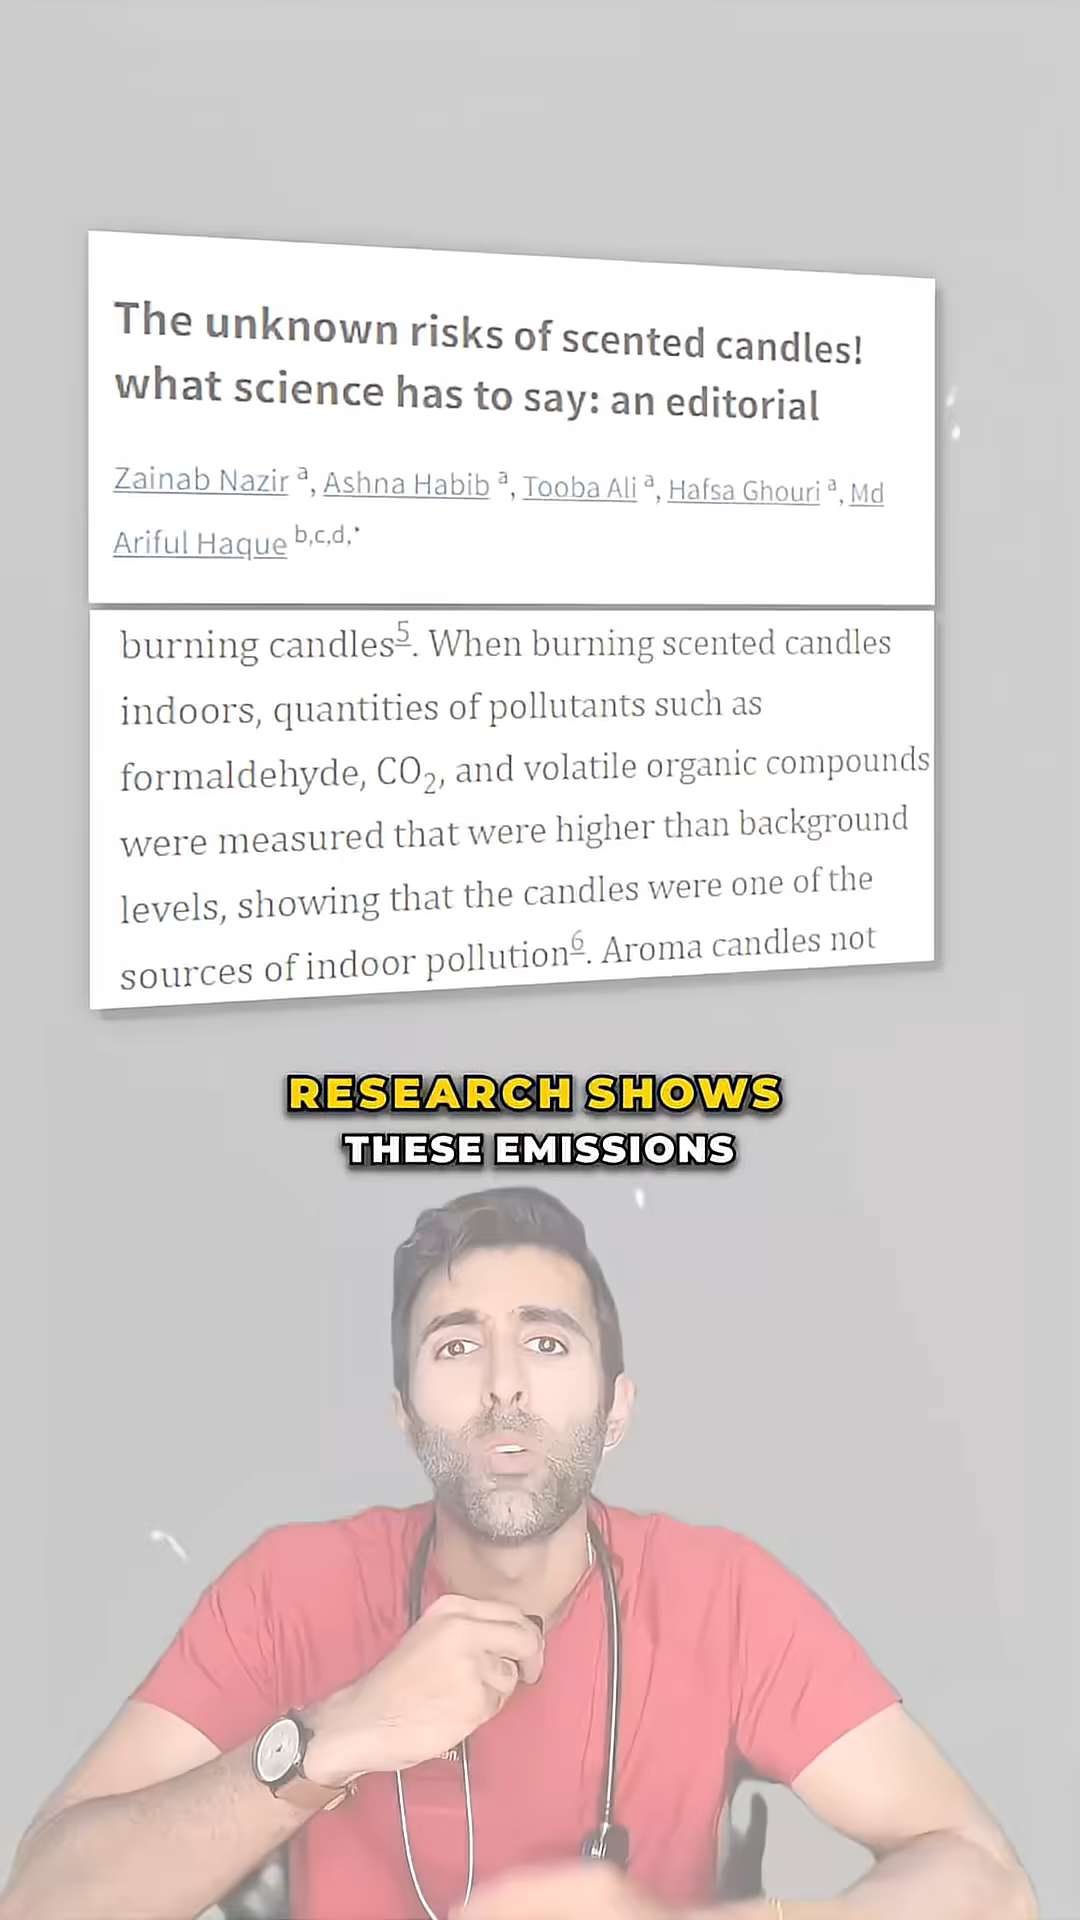 The unknown risks of scented candles!
what science has to say: an editorial
Zainab Nazir a, Ashna Habib a, Tooba Ali a, Hafsa Ghouri a, Md
Ariful Haque b,c,d,*
burning candles5. When burning scented candles
indoors, quantities of pollutants such as
formaldehyde, CO2, and volatile organic compounds
were measured that were higher than background
levels, showing that the candles were one of the
sources of indoor pollution6. Aroma candles not
RESEARCH SHOWS
THESE EMISSIONS